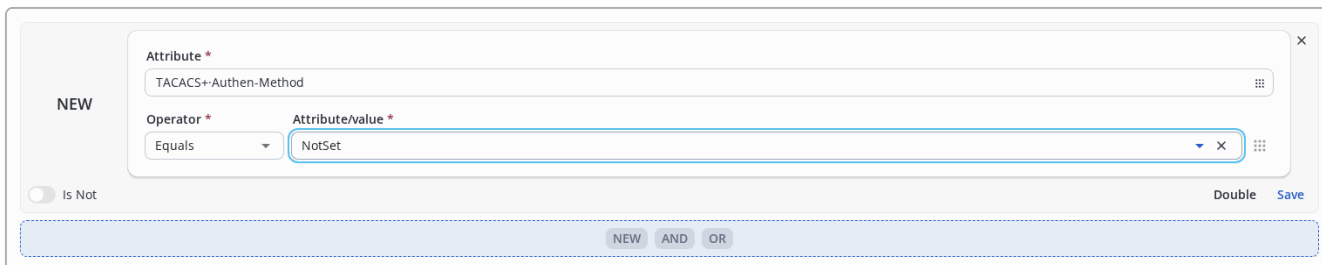 Attribute *
TACACS+·Authen-Method
NEW
Operator * Attribute/value *
Equals NotSet
Is Not Double Save
NEW AND OR